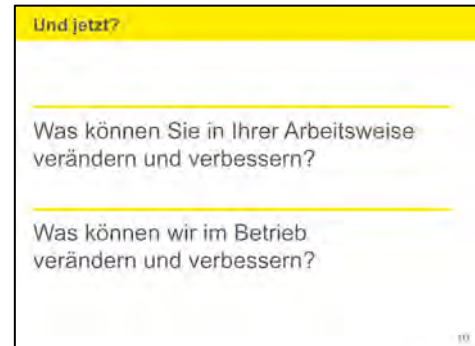 Und jetzt?
Was können Sie in Ihrer Arbeitsweise
verändern und verbessern?
Was können wir im Betrieb
verändern und verbessern?